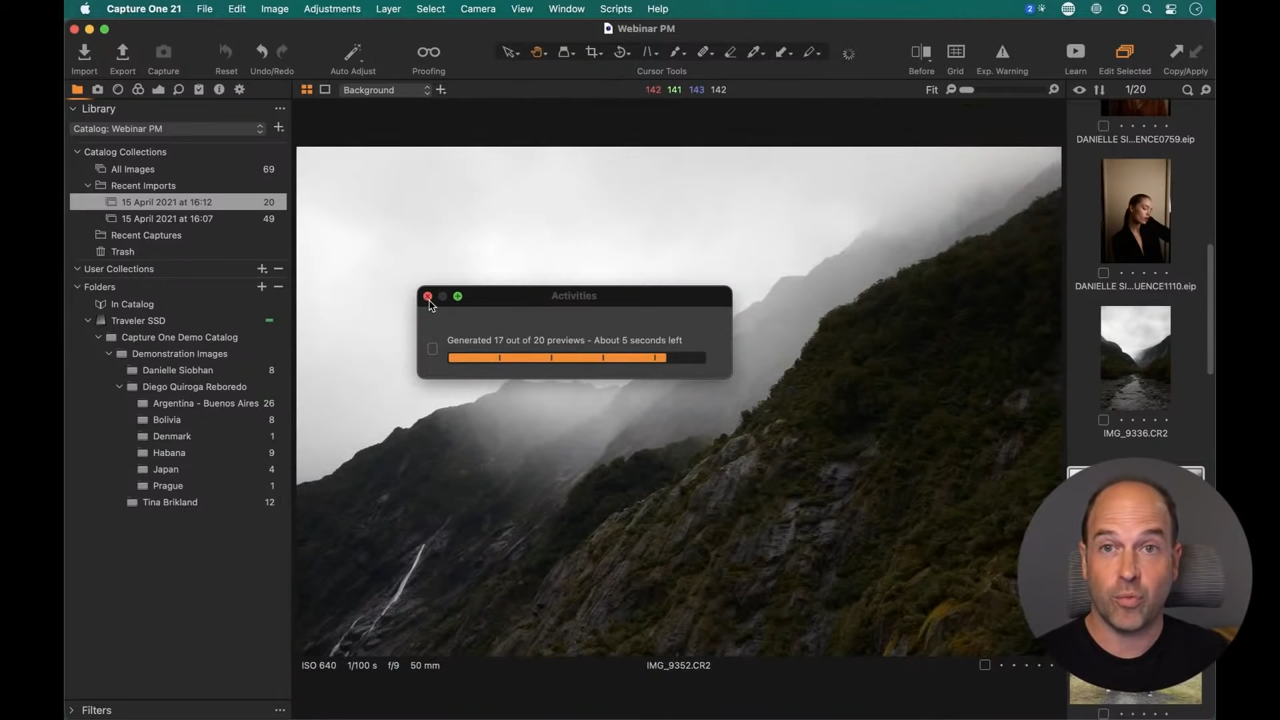 Capture One 21 File Edit Image Adjustments Layer Select Camera View Window Scripts Help 2
Webinar PM
Import Export Capture Reset Undo/Redo Auto Adjust Proofing Cursor Tools Before Grid Exp. Warning Learn Edit Selected Copy/Apply
Background 142 141 143 142 Fit 1/20
Library
Catalog: Webinar PM
Catalog Collections
All Images 69
Recent Imports
15 April 2021 at 16:12 20
15 April 2021 at 16:07 49
Recent Captures
Trash
User Collections
Folders
In Catalog
Traveler SSD
Capture One Demo Catalog
Demonstration Images
Danielle Siobhan 8
Diego Quiroga Reboredo
Argentina - Buenos Aires 26
Bolivia 8
Denmark 1
Habana 9
Japan 4
Prague 1
Tina Brikland 12
Filters
Activities
Generated 17 out of 20 previews - About 5 seconds left
ISO 640 1/100 s f/9 50 mm
IMG_9352.CR2
DANIELLE SI...ENCE0759.eip
DANIELLE SI...UENCE1110.eip
IMG_9336.CR2